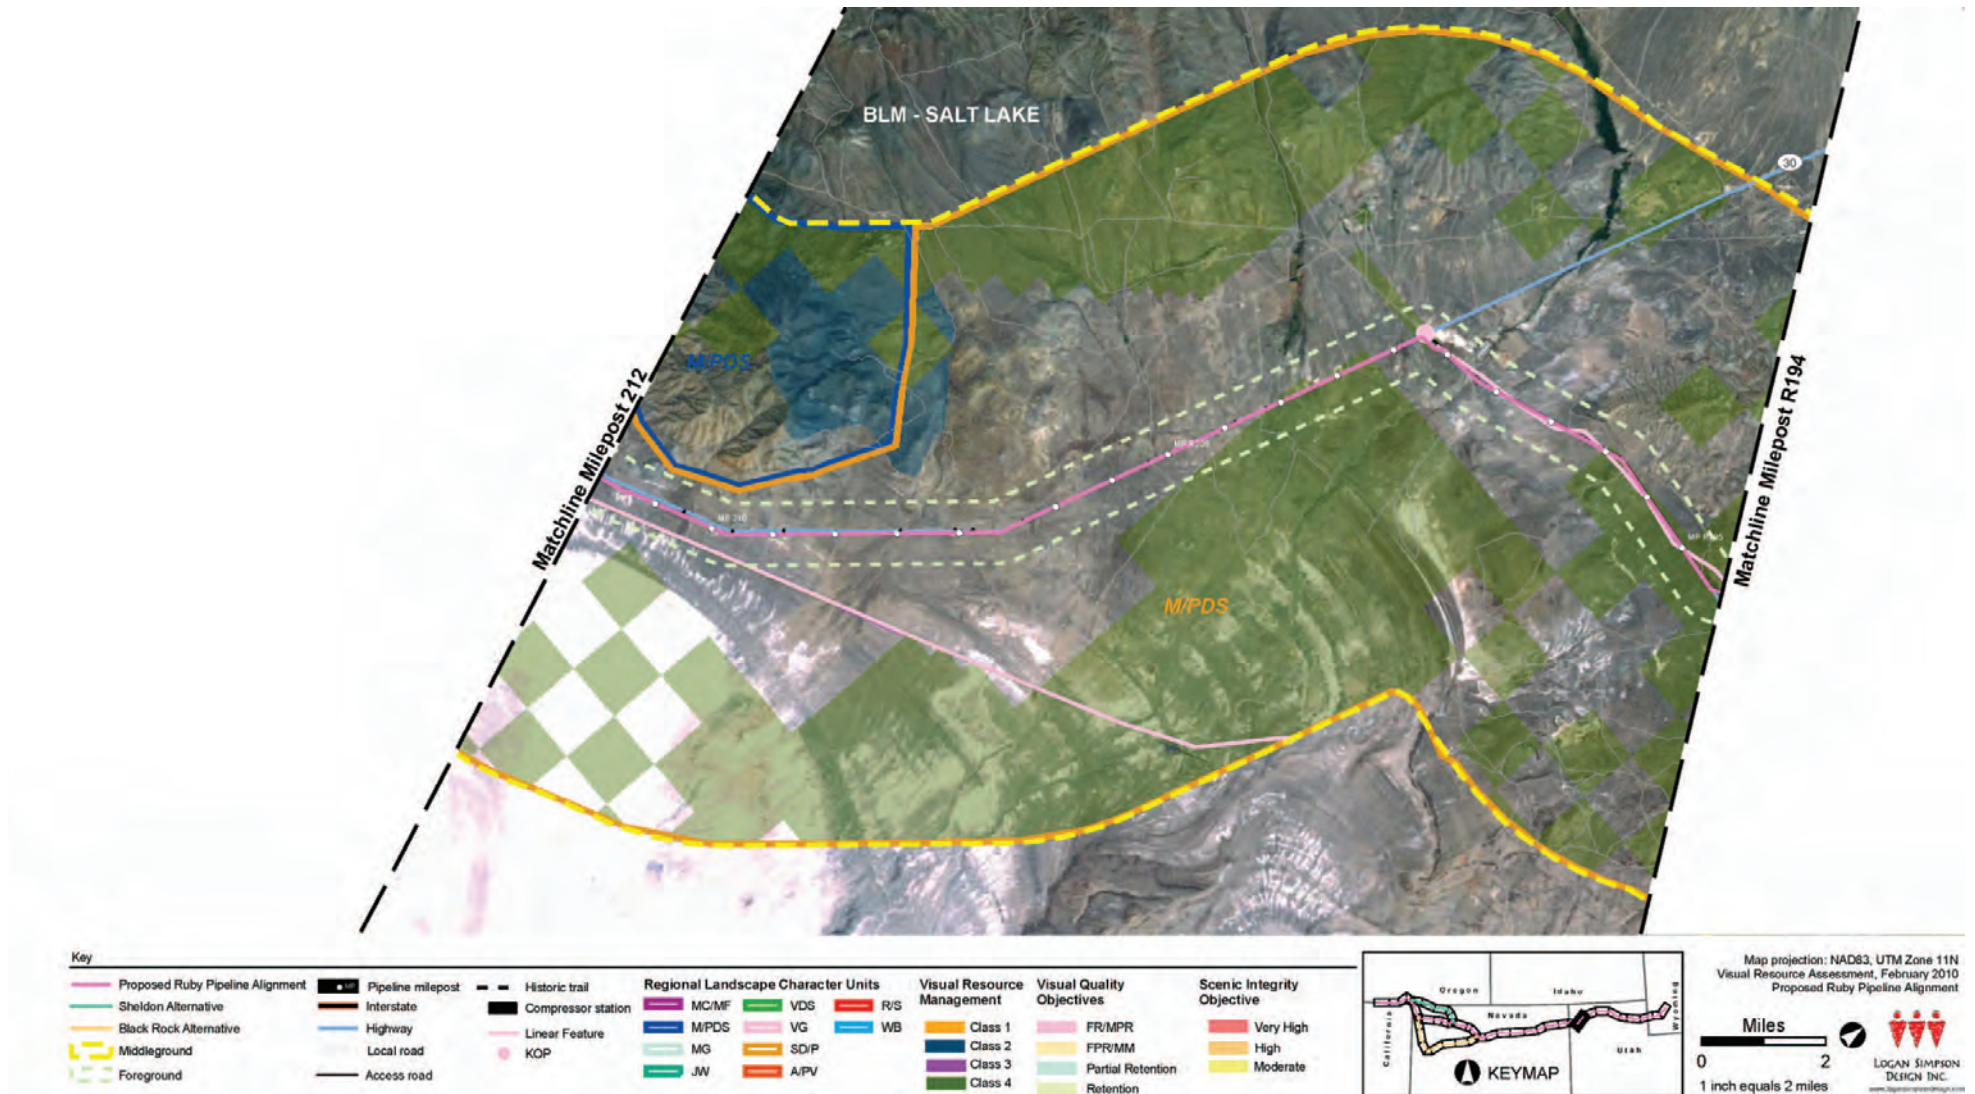 BLM - SALT LAKE
30
M/PDS
Matchline Milepost 212
Matchline Milepost R194
MP 210
M/PDS
Key
Proposed Ruby Pipeline Alignment
Sheldon Alternative
Black Rock Alternative
Middleground
Foreground
MP
Pipeline milepost
Interstate
Highway
Local road
Access road
Historic trail
Compressor station
Linear Feature
KOP
Regional Landscape Character Units
MC/MF
M/PDS
MG
JW
VDS
VG
SD/P
A/PV
R/S
WB
Visual Resource
Management
Class 1
Class 2
Class 3
Class 4
Visual Quality
Objectives
FR/MPR
FPR/MM
Partial Retention
Retention
Scenic Integrity
Objective
Very High
High
Moderate
Oregon
Idaho
Wyoming
Nevada
California
Utah
KEYMAP
Map projection: NAD83, UTM Zone 11N
Visual Resource Assessment, February 2010
Proposed Ruby Pipeline Alignment
Miles
0 2
1 inch equals 2 miles
LOGAN SIMPSON
DESIGN INC.